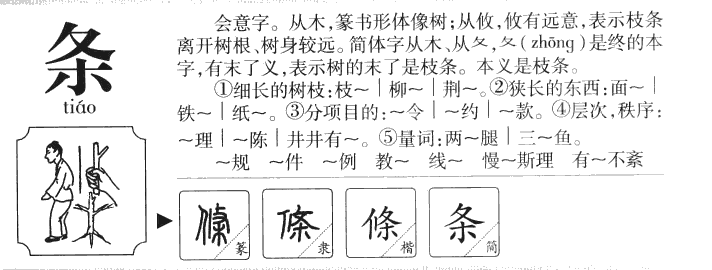 条
tiáo
会意字。从木,篆书形体像树;从攸,攸有远意,表示枝条
离开树根、树身较远。简体字从木、从夂,夂(zhōng)是终的本
字,有末了义,表示树的末了是枝条。本义是枝条。
①细长的树枝:枝～｜柳～｜荆～。②狭长的东西:面～｜
铁～｜纸～。③分项目的:～令｜～约｜～款。④层次,秩序:
～理｜～陈｜井井有～。⑤量词:两～腿｜三～鱼。
～规 ～件 ～例 教～ 线～ 慢～斯理 有～不紊
條 篆 條 隶 條 楷 条 简